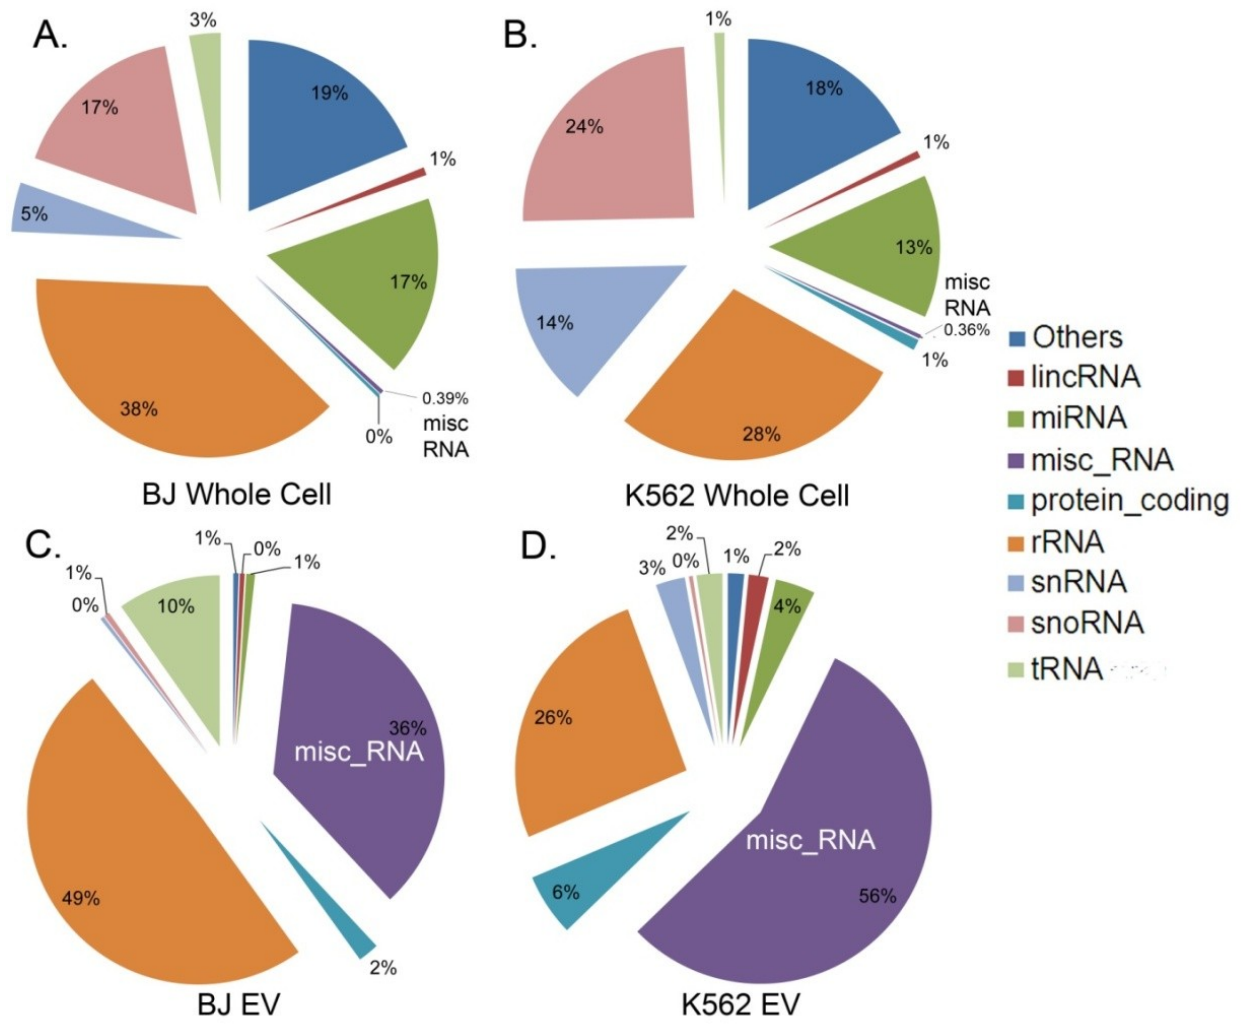 A.
3%
19%
1%
17%
0.39%
misc
RNA
0%
38%
5%
17%
BJ Whole Cell
B.
1%
18%
1%
13%
misc
RNA
0.36%
1%
28%
14%
24%
K562 Whole Cell
Others
lincRNA
miRNA
misc_RNA
protein_coding
rRNA
snRNA
snoRNA
tRNA
C.
1%
0%
1%
36%
misc_RNA
2%
49%
0%
1%
10%
BJ EV
D.
2%
1%
2%
4%
misc_RNA
56%
6%
26%
3%
0%
K562 EV